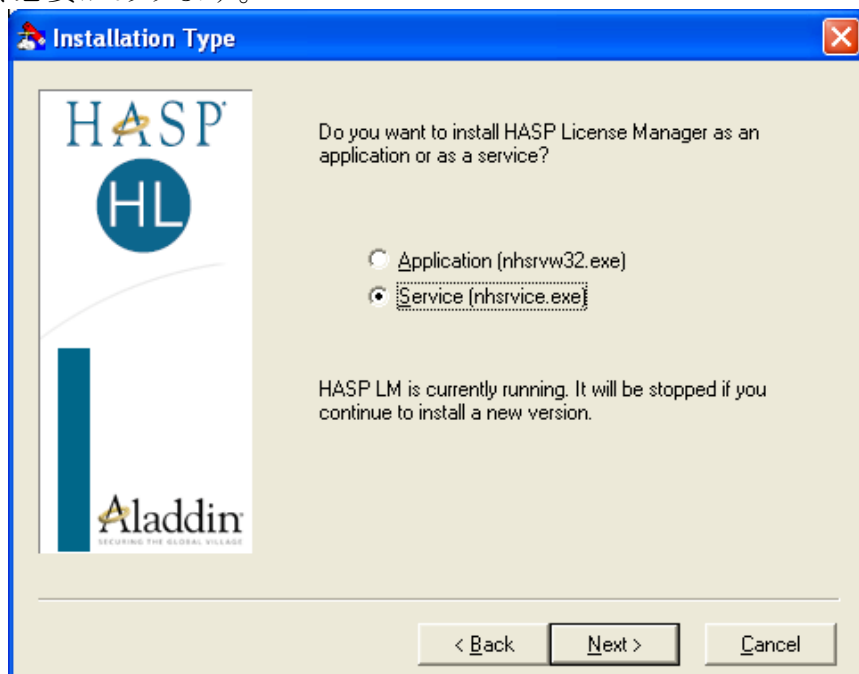 Installation Type
HASP
HL
Do you want to install HASP License Manager as an
application or as a service?
Application (nhsrvw32.exe)
Service (nhsrvice.exe)
HASP LM is currently running. It will be stopped if you
continue to install a new version.
Aladdin
SECURING THE GLOBAL VILLAGE
< Back
Next >
Cancel